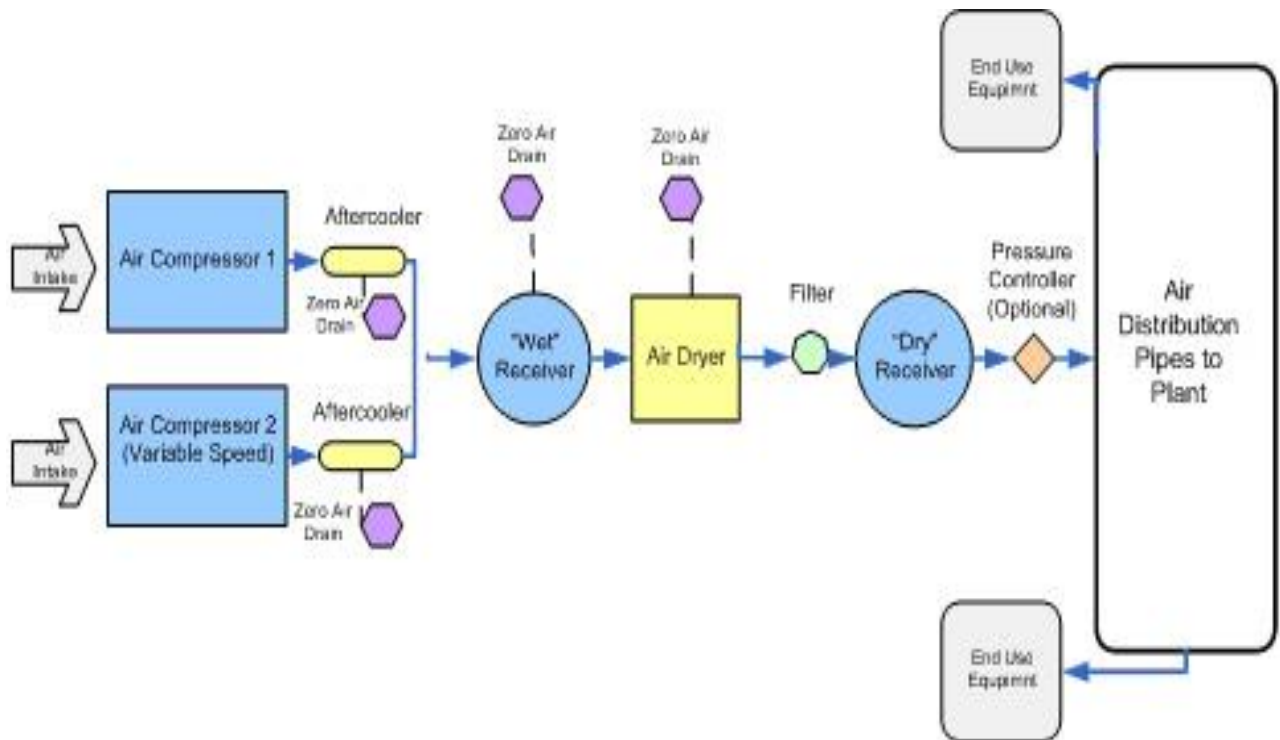 End Use
Equpimnt
Zero Air
Drain
Zero Air
Drain
Aftercooler
Air
Intake
Air Compressor 1
Zero Air
Drain
"Wet"
Receiver
Air Dryer
Filter
"Dry"
Receiver
Pressure
Controller
(Optional)
Air
Distribution
Pipes to
Plant
Aftercooler
Air
Intake
Air Compressor 2
(Variable Speed)
Zero Air
Drain
End Use
Equpimnt